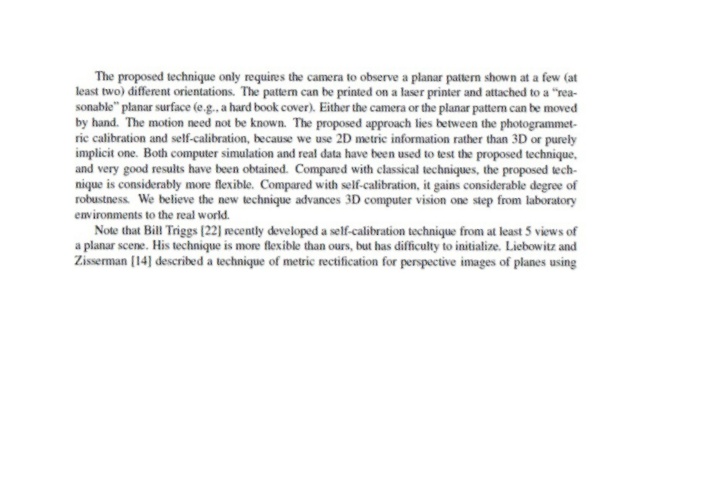 The proposed technique only requires the camera to observe a planar pattern shown at a few (at
least two) different orientations. The pattern can be printed on a laser printer and attached to a "rea-
sonable" planar surface (e.g., a hard book cover). Either the camera or the planar pattern can be moved
by hand. The motion need not be known. The proposed approach lies between the photogrammet-
ric calibration and self-calibration, because we use 2D metric information rather than 3D or purely
implicit one. Both computer simulation and real data have been used to test the proposed technique,
and very good results have been obtained. Compared with classical techniques, the proposed tech-
nique is considerably more flexible. Compared with self-calibration, it gains considerable degree of
robustness. We believe the new technique advances 3D computer vision one step from laboratory
environments to the real world.
Note that Bill Triggs [22] recently developed a self-calibration technique from at least 5 views of
a planar scene. His technique is more flexible than ours, but has difficulty to initialize. Liebowitz and
Zisserman [14] described a technique of metric rectification for perspective images of planes using